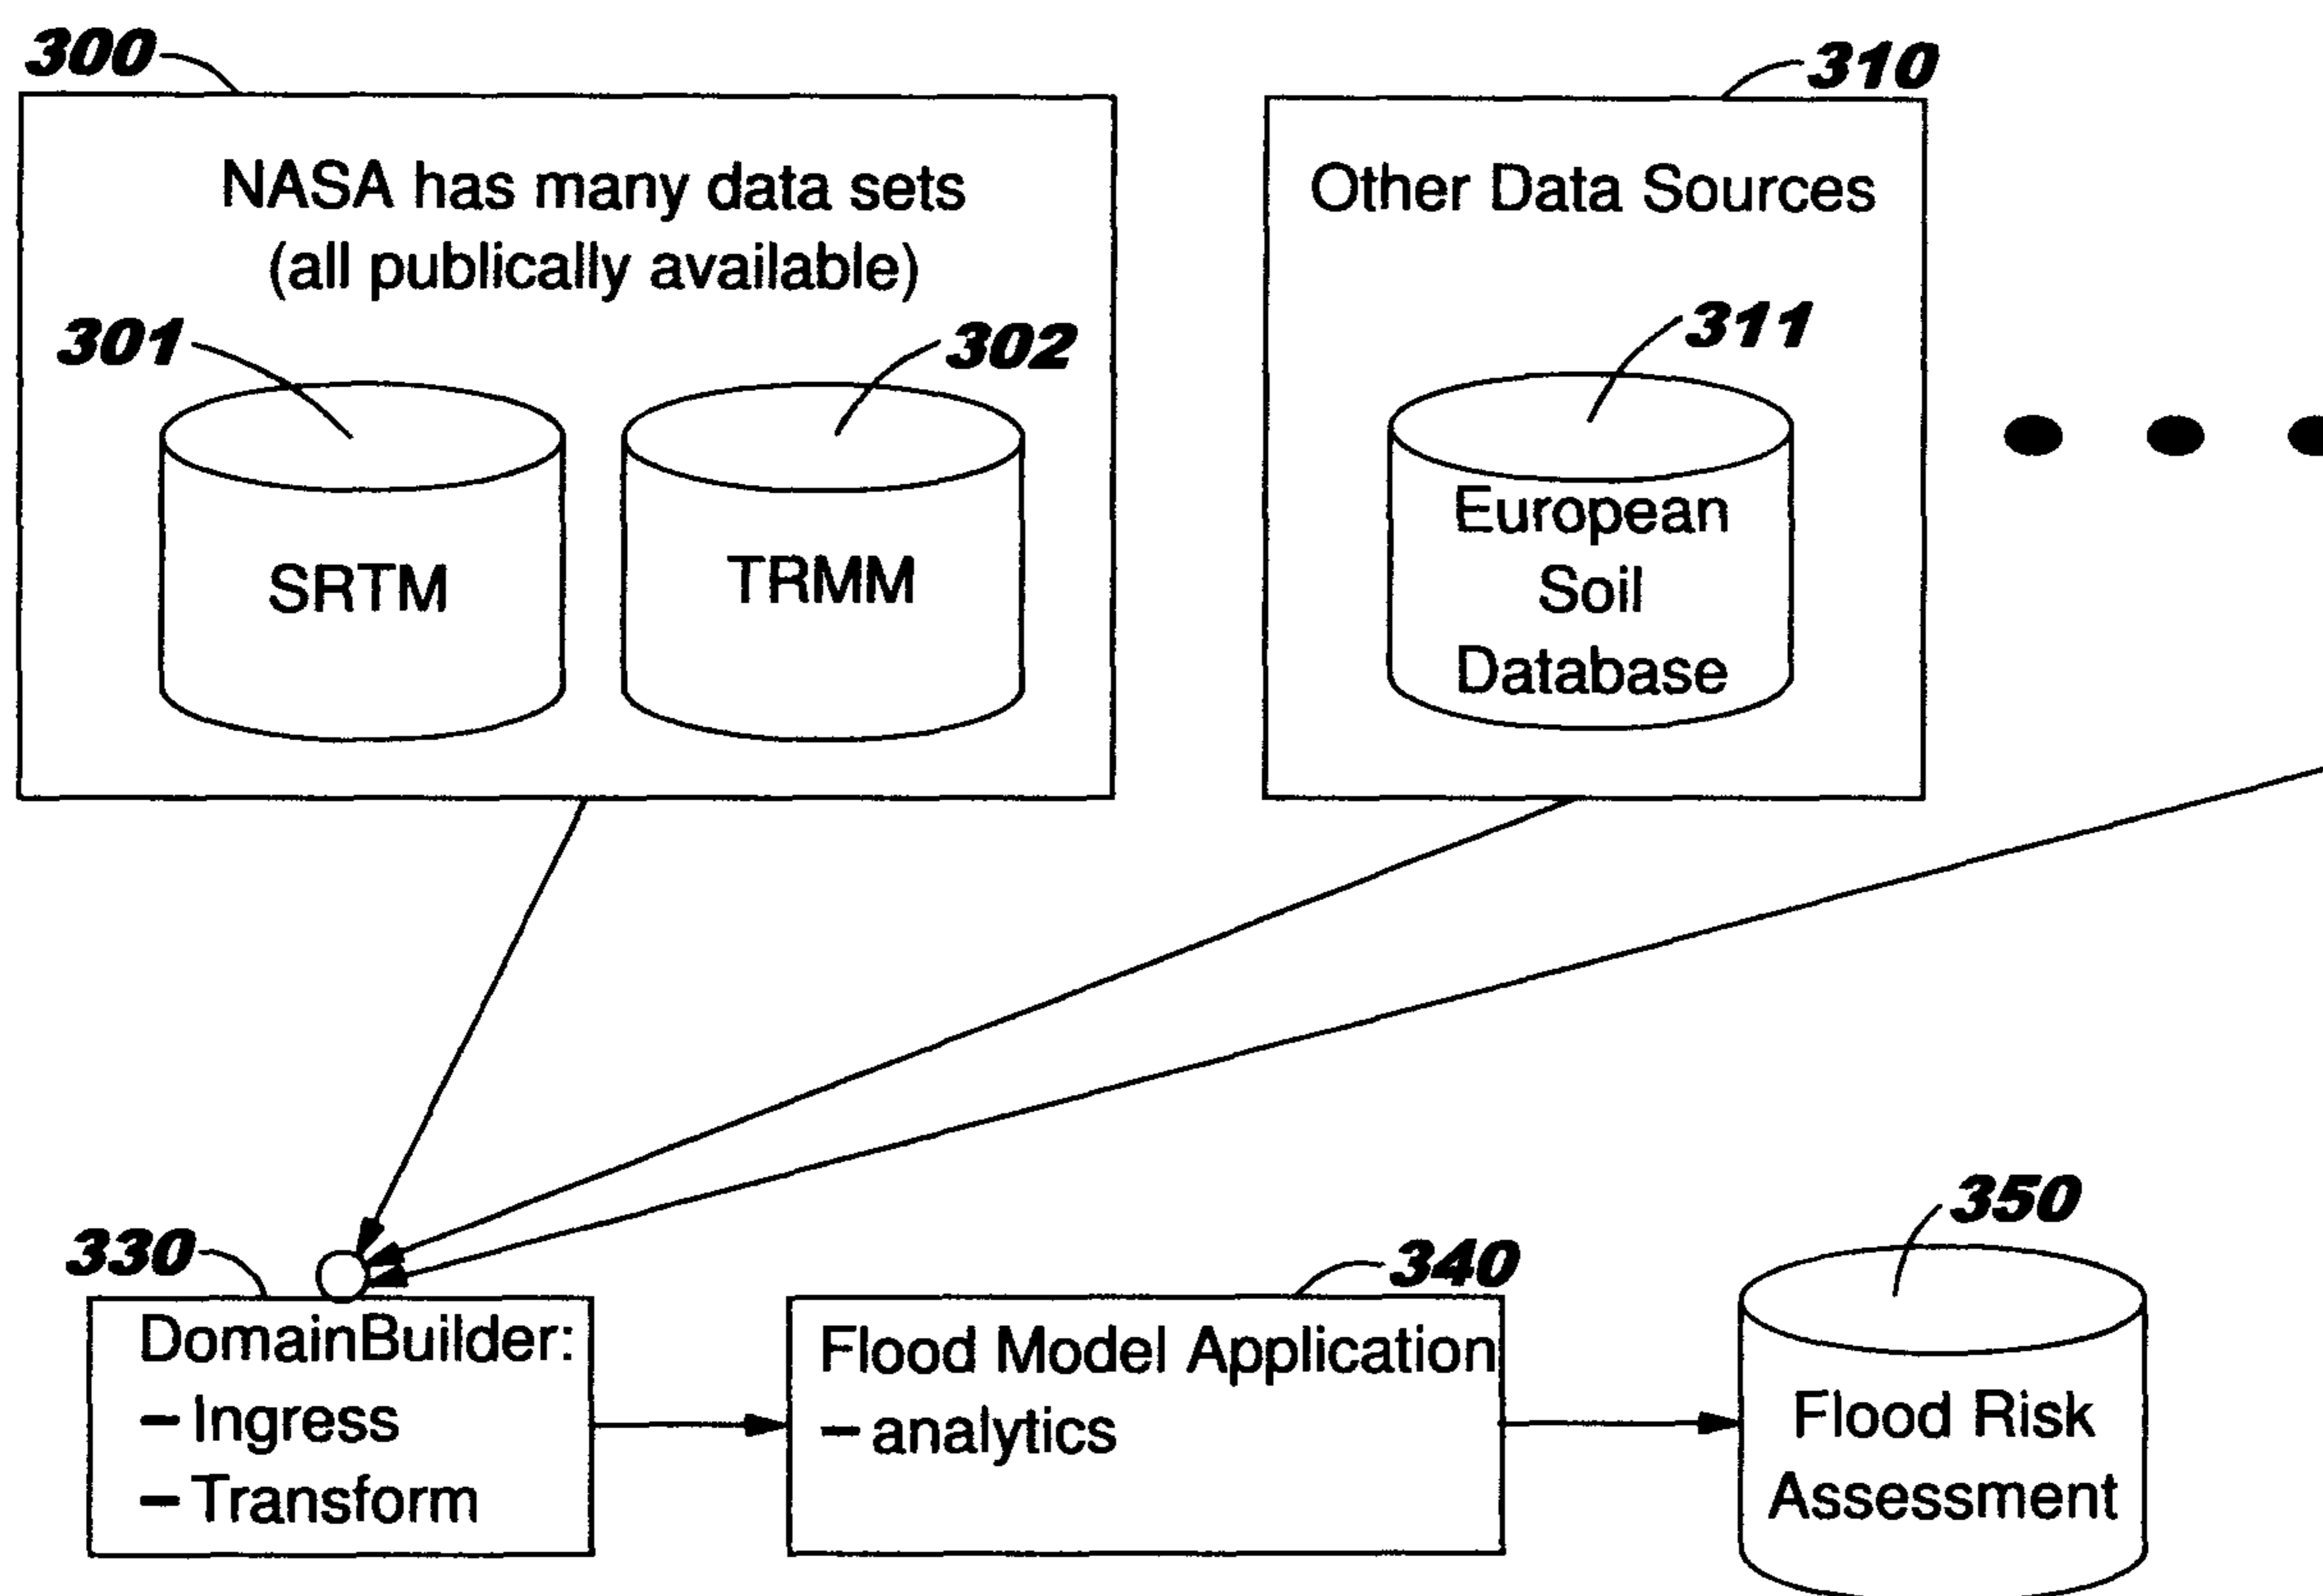 300
310
NASA has many data sets
(all publically available)
Other Data Sources
301
302
311
SRTM
TRMM
European
Soil
Database
330
340
350
DomainBuilder:
– Ingress
– Transform
Flood Model Application
– analytics
Flood Risk
Assessment